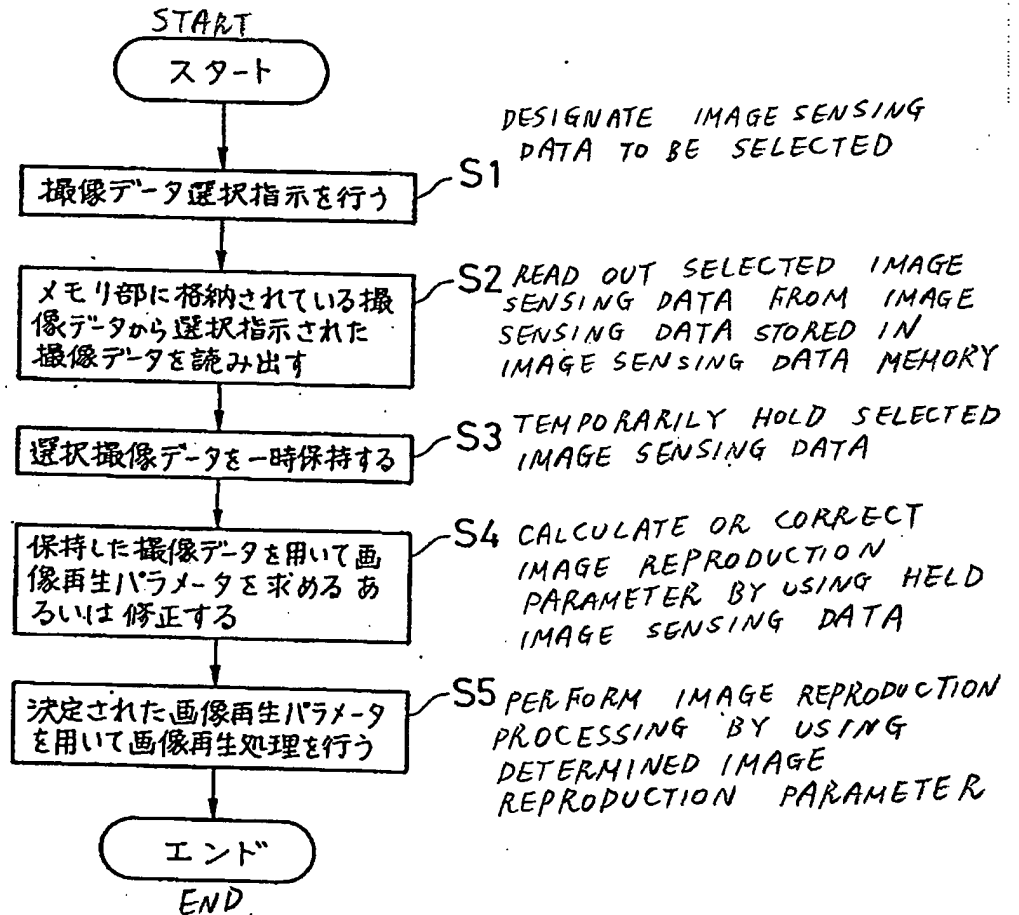 START
スタート
DESIGNATE IMAGE SENSING
DATA TO BE SELECTED
S1
撮像データ選択指示を行う
S2
メモリ部に格納されている撮
像データから選択指示された
撮像データを読み出す
READ OUT SELECTED IMAGE
SENSING DATA FROM IMAGE
SENSING DATA STORED IN
IMAGE SENSING DATA MEMORY
S3
選択撮像データを一時保持する
TEMPORARILY HOLD SELECTED
IMAGE SENSING DATA
S4
保持した撮像データを用いて画
像再生パラメータを求める あ
るいは修正する
CALCULATE OR CORRECT
IMAGE REPRODUCTION
PARAMETER BY USING HELD
IMAGE SENSING DATA
S5
決定された画像再生パラメータ
を用いて画像再生処理を行う
PERFORM IMAGE REPRODUCTION
PROCESSING BY USING
DETERMINED IMAGE
REPRODUCTION PARAMETER
エンド
END